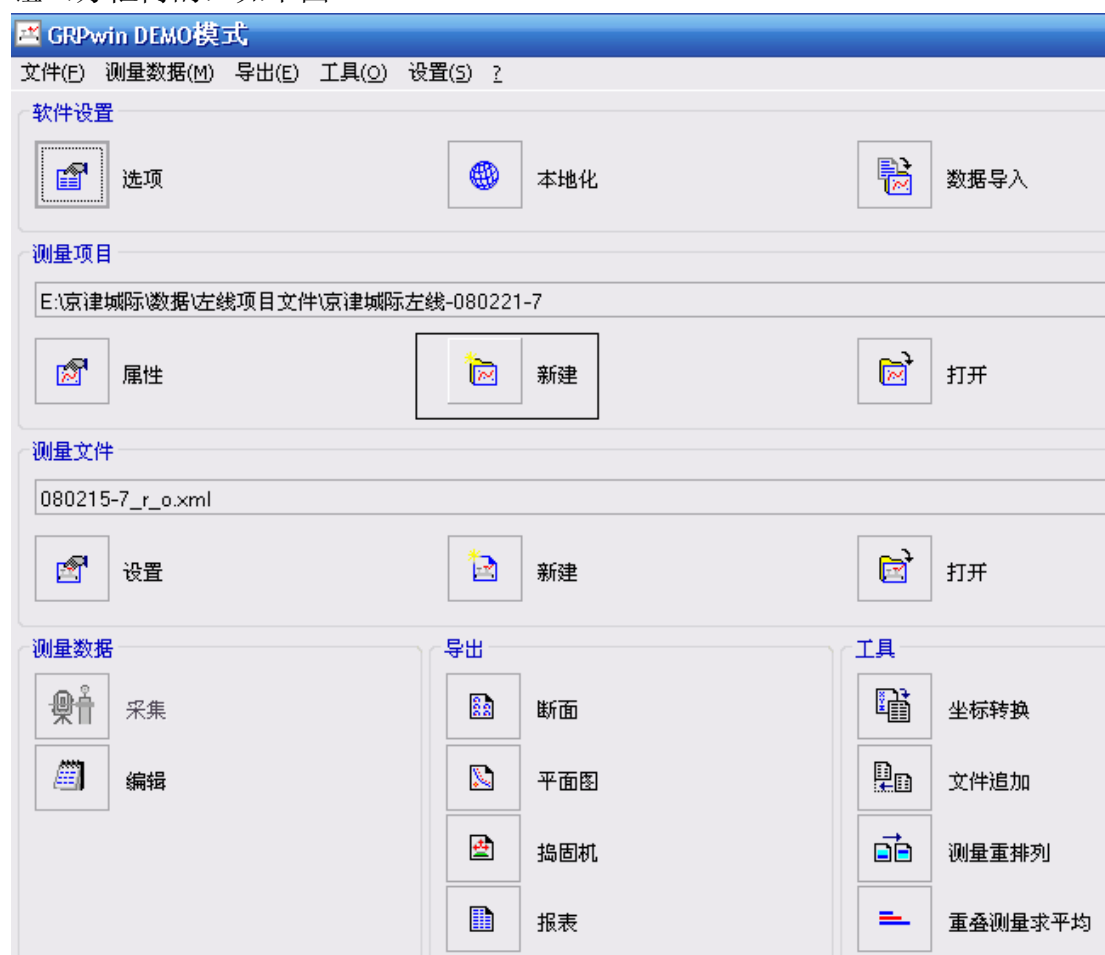 GRPwin DEMO模式
文件(F) 测量数据(M) 导出(E) 工具(O) 设置(S) ?
软件设置
选项 本地化 数据导入
测量项目
E:\京津城际\数据\左线项目文件\京津城际左线-080221-7
属性 新建 打开
测量文件
080215-7_r_o.xml
设置 新建 打开
测量数据 导出 工具
采集 断面 坐标转换
编辑 平面图 文件追加
捣固机 测量重排列
报表 重叠测量求平均